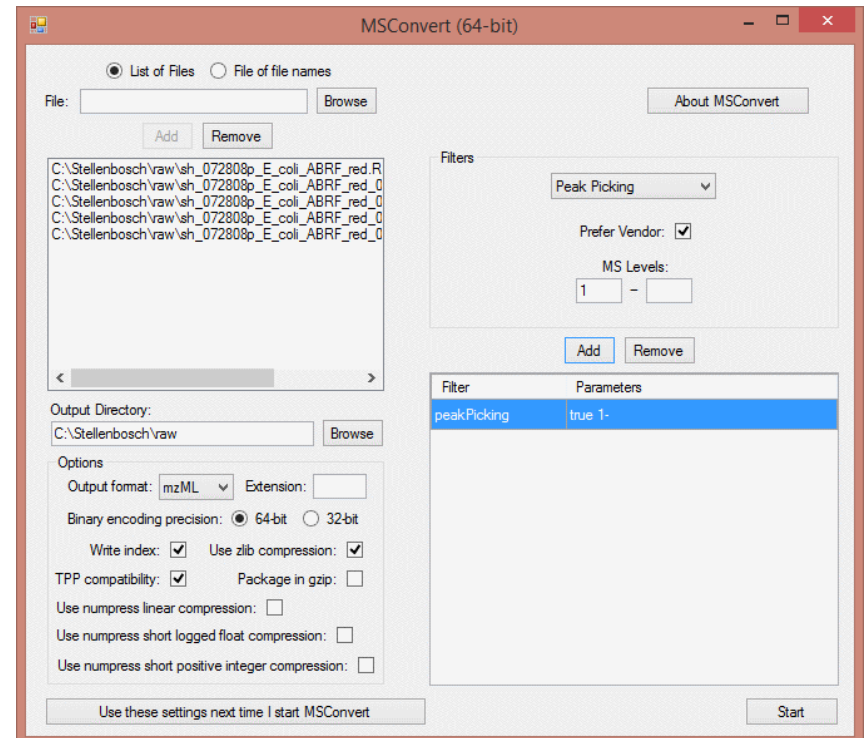 MSConvert (64-bit)
List of Files File of file names
File: Browse
About MSConvert
Add Remove
C:\Stellenbosch\raw\sh_072808p_E_coli_ABRF_red.R
C:\Stellenbosch\raw\sh_072808p_E_coli_ABRF_red_0
C:\Stellenbosch\raw\sh_072808p_E_coli_ABRF_red_0
C:\Stellenbosch\raw\sh_072808p_E_coli_ABRF_red_0
C:\Stellenbosch\raw\sh_072808p_E_coli_ABRF_red_0
Filters
Peak Picking
Prefer Vendor:
MS Levels:
1 –
Add Remove
Filter Parameters
peakPicking true 1-
Output Directory:
C:\Stellenbosch\raw Browse
Options
Output format: mzML Extension:
Binary encoding precision: 64-bit 32-bit
Write index: Use zlib compression:
TPP compatibility: Package in gzip:
Use numpress linear compression:
Use numpress short logged float compression:
Use numpress short positive integer compression:
Use these settings next time I start MSConvert
Start